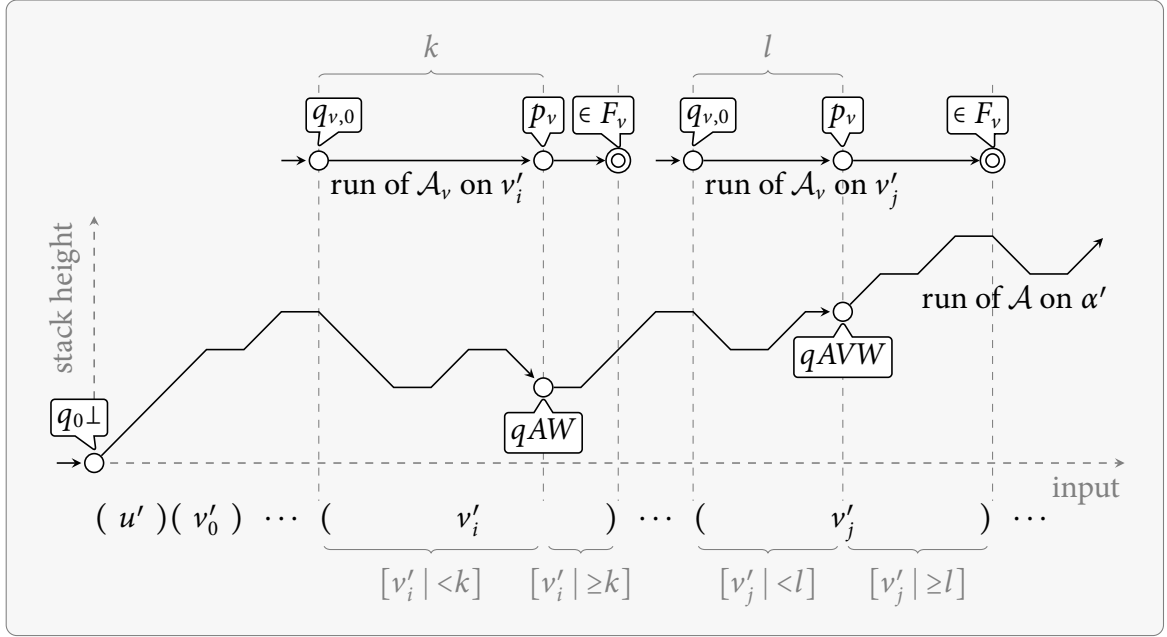 k l
q_{v,0} p_v ∈ F_v q_{v,0} p_v ∈ F_v
run of 𝒜_v on v′_i run of 𝒜_v on v′_j
stack height
run of 𝒜 on α′
qAVW
q_0⊥ qAW
input
( u′ )( v′_0 ) ⋯ ( v′_i ) ⋯ ( v′_j ) ⋯
[v′_i | <k] [v′_i | ≥k] [v′_j | <l] [v′_j | ≥l]